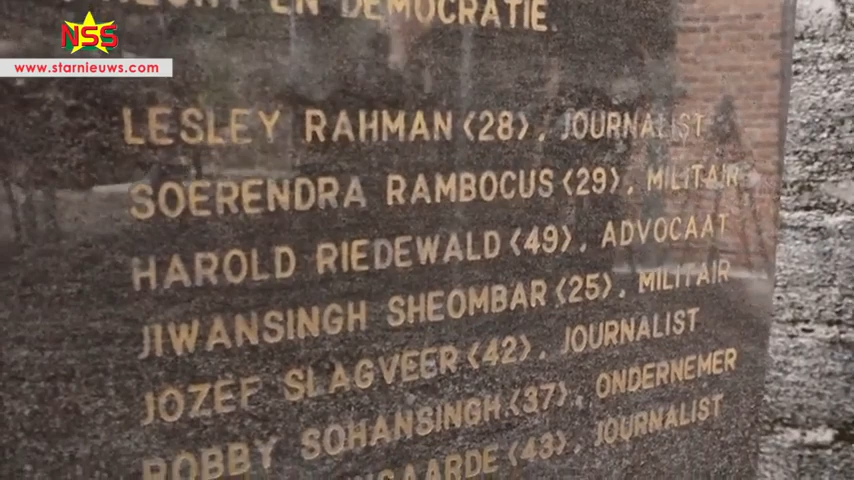 NSS
www.starnieuws.com
EN DEMOCRATIE.
LESLEY RAHMAN (28), JOURNALIST
SOERENDRA RAMBOCUS (29), MILITAIR
HAROLD RIEDEWALD (49), ADVOCAAT
JIWANSINGH SHEOMBAR (25), MILITAIR
JOZEF SLAGVEER (42), JOURNALIST
ROBBY SOHANSINGH (37), ONDERNEMER
(43), JOURNALIST